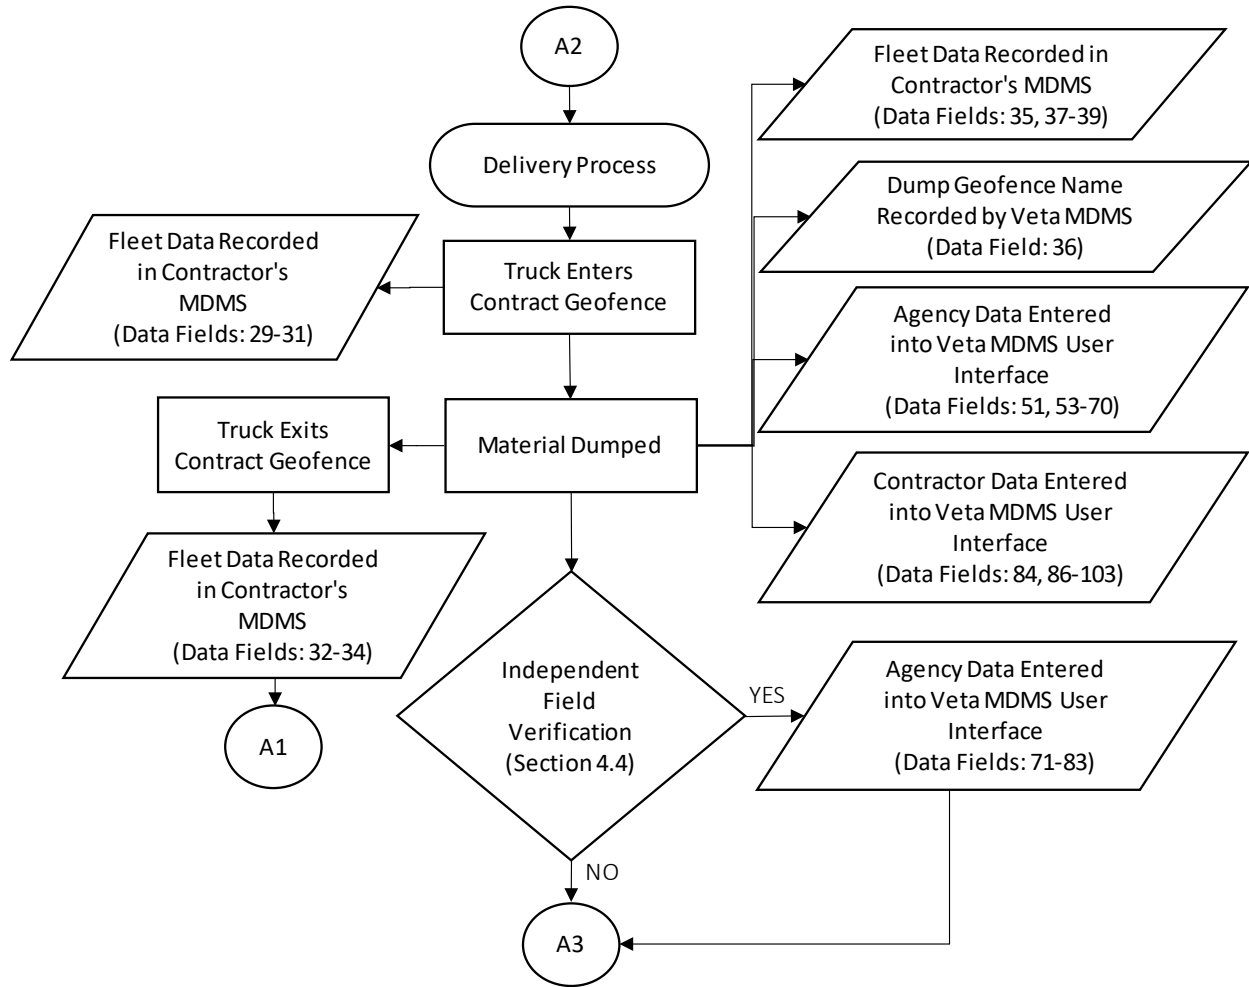 A2
Delivery Process
Fleet Data Recorded in
Contractor's MDMS
(Data Fields: 35, 37-39)
Dump Geofence Name
Recorded by Veta MDMS
(Data Field: 36)
Fleet Data Recorded
in Contractor's
MDMS
(Data Fields: 29-31)
Truck Enters
Contract Geofence
Agency Data Entered
into Veta MDMS User
Interface
(Data Fields: 51, 53-70)
Truck Exits
Contract Geofence
Material Dumped
Contractor Data Entered
into Veta MDMS User
Interface
(Data Fields: 84, 86-103)
Fleet Data Recorded
in Contractor's
MDMS
(Data Fields: 32-34)
Independent
Field
Verification
(Section 4.4)
YES
Agency Data Entered
into Veta MDMS User
Interface
(Data Fields: 71-83)
A1
NO
A3